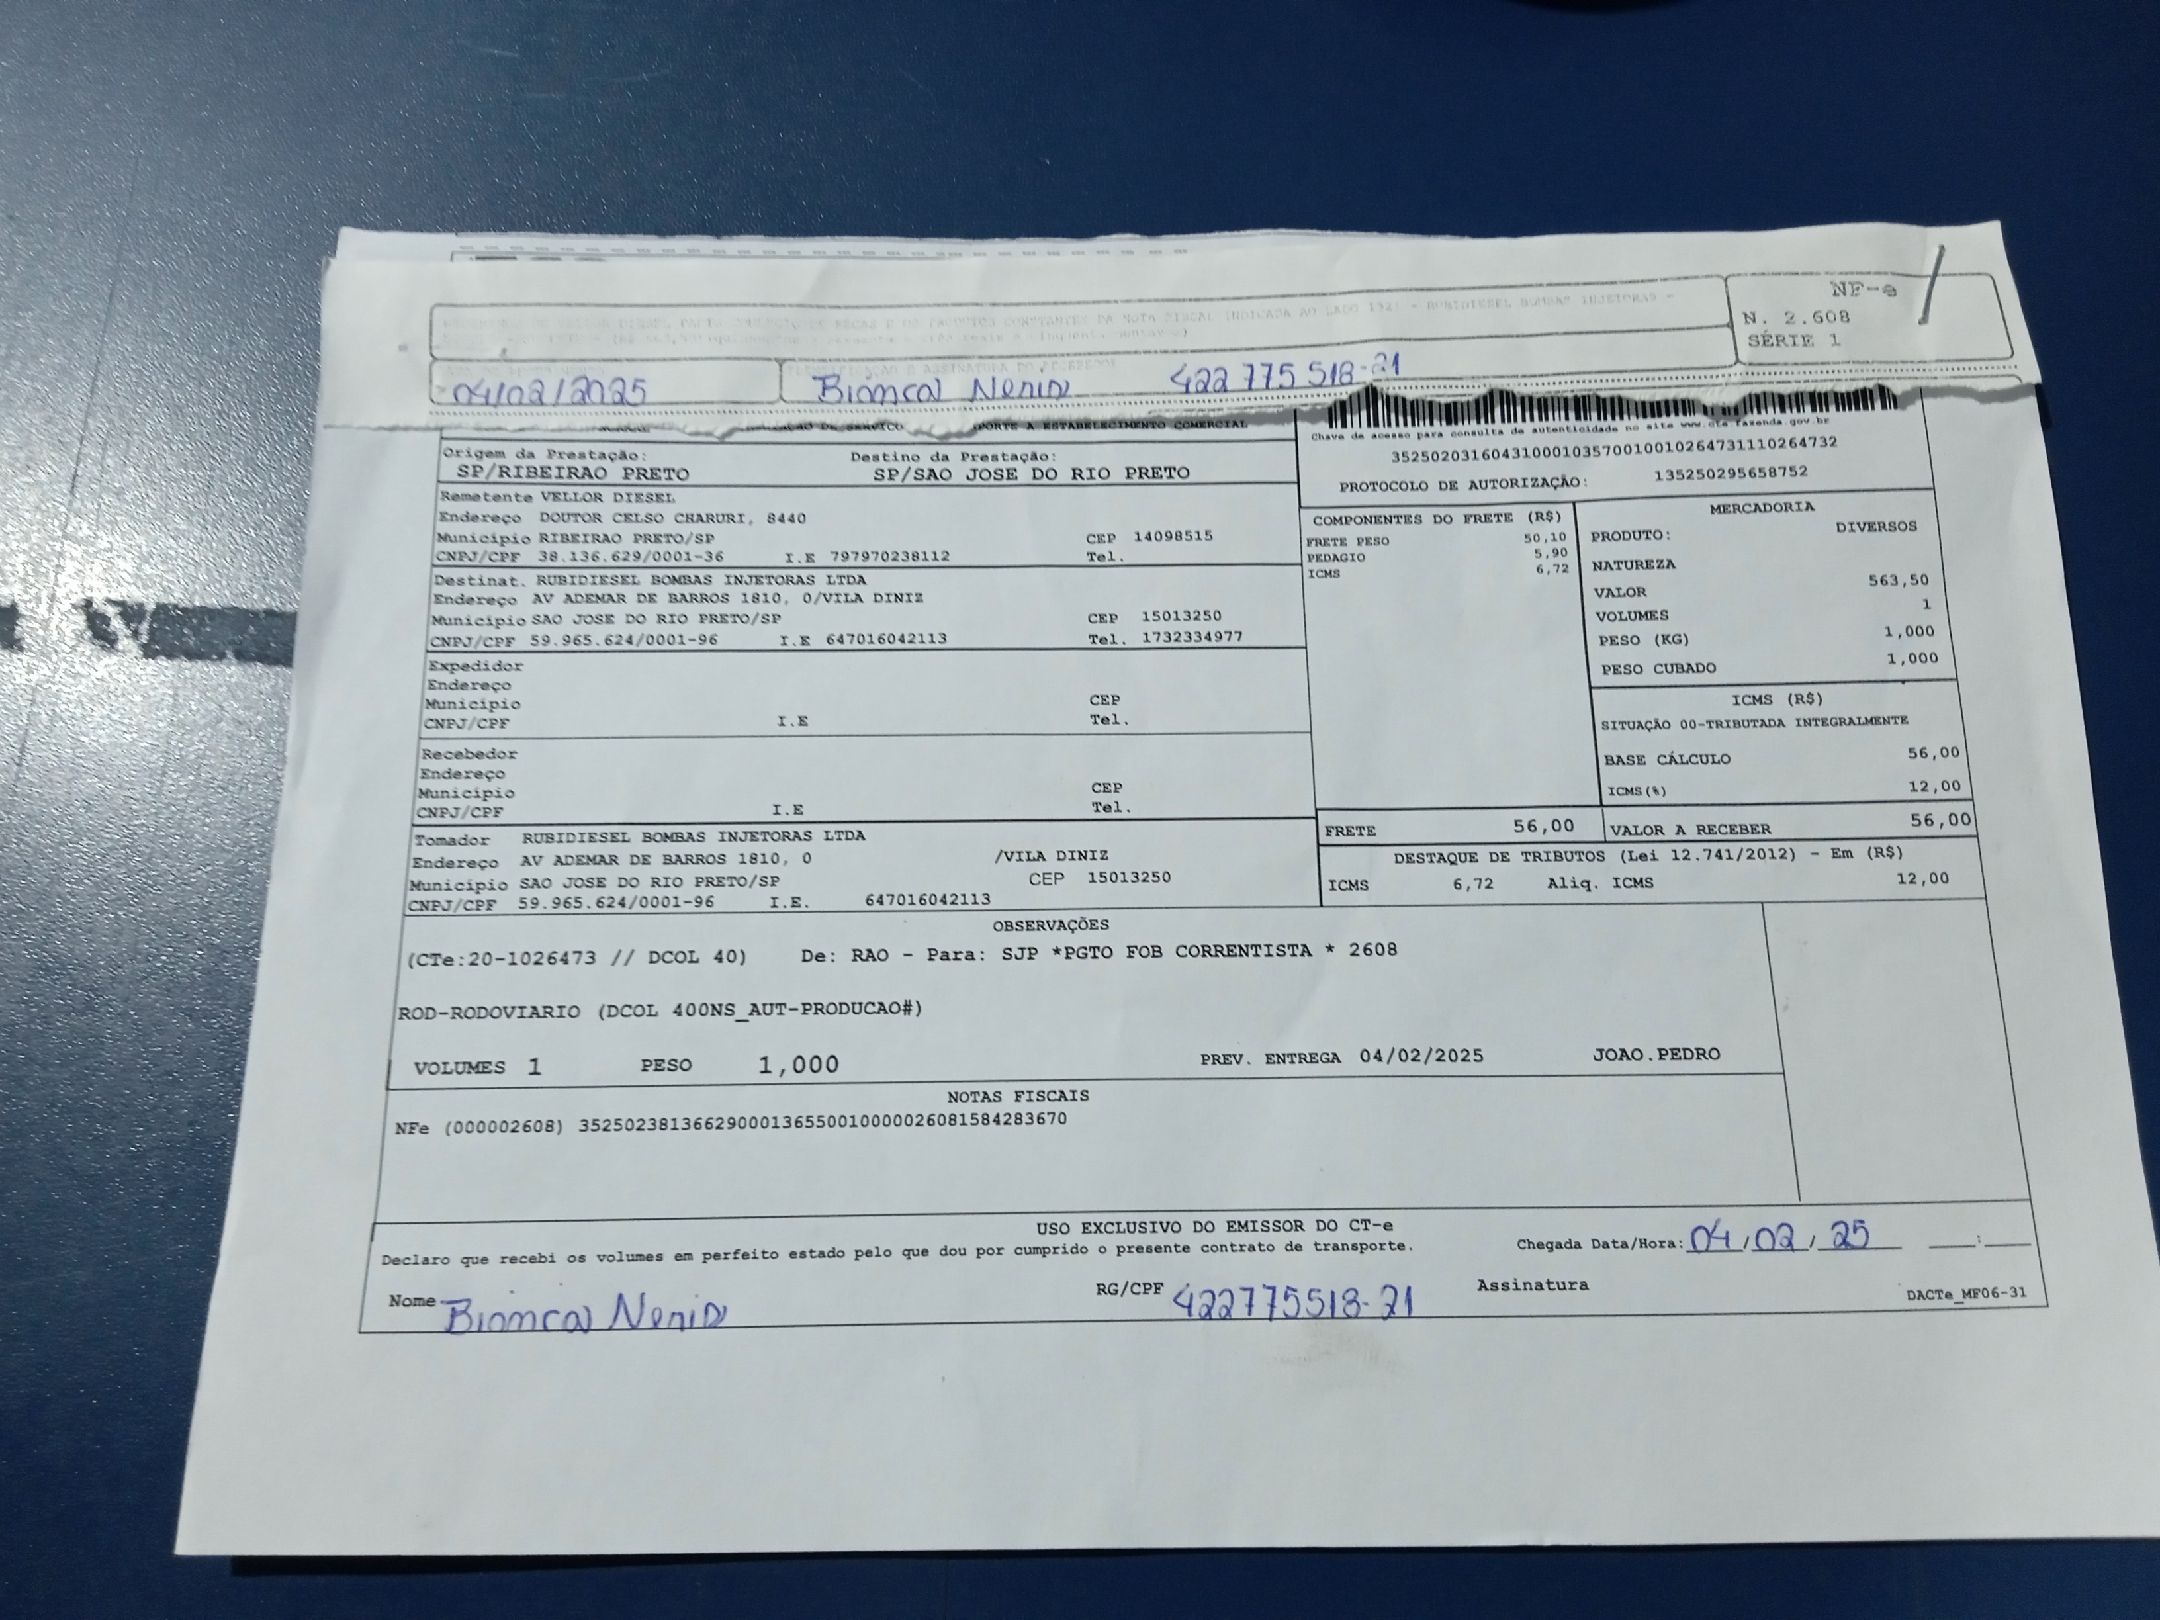 NF-e
N. 2.608
SÉRIE 1
04/02/2025 Bianca Neris 422 775 518-21
PORTE A ESTABELECIMENTO COMERCIAL
Chave de acesso para consulta de autenticidade no site www.cte.fazenda.gov.br
35250203160431000103570010010264731110264732
PROTOCOLO DE AUTORIZAÇÃO: 135250295658752
Origem da Prestação: Destino da Prestação:
SP/RIBEIRAO PRETO SP/SAO JOSE DO RIO PRETO
Remetente VELLOR DIESEL
Endereço DOUTOR CELSO CHARURI, 8440
Município RIBEIRAO PRETO/SP CEP 14098515
CNPJ/CPF 38.136.629/0001-36 I.E 797970238112 Tel.
Destinat. RUBIDIESEL BOMBAS INJETORAS LTDA
Endereço AV ADEMAR DE BARROS 1810, 0/VILA DINIZ
Município SAO JOSE DO RIO PRETO/SP CEP 15013250
CNPJ/CPF 59.965.624/0001-96 I.E 647016042113 Tel. 1732334977
Expedidor
Endereço
Município CEP
CNPJ/CPF I.E Tel.
Recebedor
Endereço
Município CEP
CNPJ/CPF I.E Tel.
Tomador RUBIDIESEL BOMBAS INJETORAS LTDA
Endereço AV ADEMAR DE BARROS 1810, 0 /VILA DINIZ
Município SAO JOSE DO RIO PRETO/SP CEP 15013250
CNPJ/CPF 59.965.624/0001-96 I.E. 647016042113
COMPONENTES DO FRETE (R$)
FRETE PESO 50,10
PEDAGIO 5,90
ICMS 6,72
MERCADORIA
PRODUTO: DIVERSOS
NATUREZA
VALOR 563,50
VOLUMES 1
PESO (KG) 1,000
PESO CUBADO 1,000
ICMS (R$)
SITUAÇÃO 00-TRIBUTADA INTEGRALMENTE
BASE CÁLCULO 56,00
ICMS(%) 12,00
FRETE 56,00 VALOR A RECEBER 56,00
DESTAQUE DE TRIBUTOS (Lei 12.741/2012) - Em (R$)
ICMS 6,72 Aliq. ICMS 12,00
OBSERVAÇÕES
(CTe:20-1026473 // DCOL 40) De: RAO - Para: SJP *PGTO FOB CORRENTISTA * 2608
ROD-RODOVIARIO (DCOL 400NS_AUT-PRODUCAO#)
VOLUMES 1 PESO 1,000 PREV. ENTREGA 04/02/2025 JOAO.PEDRO
NOTAS FISCAIS
NFe (000002608) 35250238136629000136550010000026081584283670
USO EXCLUSIVO DO EMISSOR DO CT-e
Declaro que recebi os volumes em perfeito estado pelo que dou por cumprido o presente contrato de transporte. Chegada Data/Hora: 04/02/25 __:__
Nome Bianca Neris RG/CPF 422775518-21 Assinatura
DACTe_MF06-31